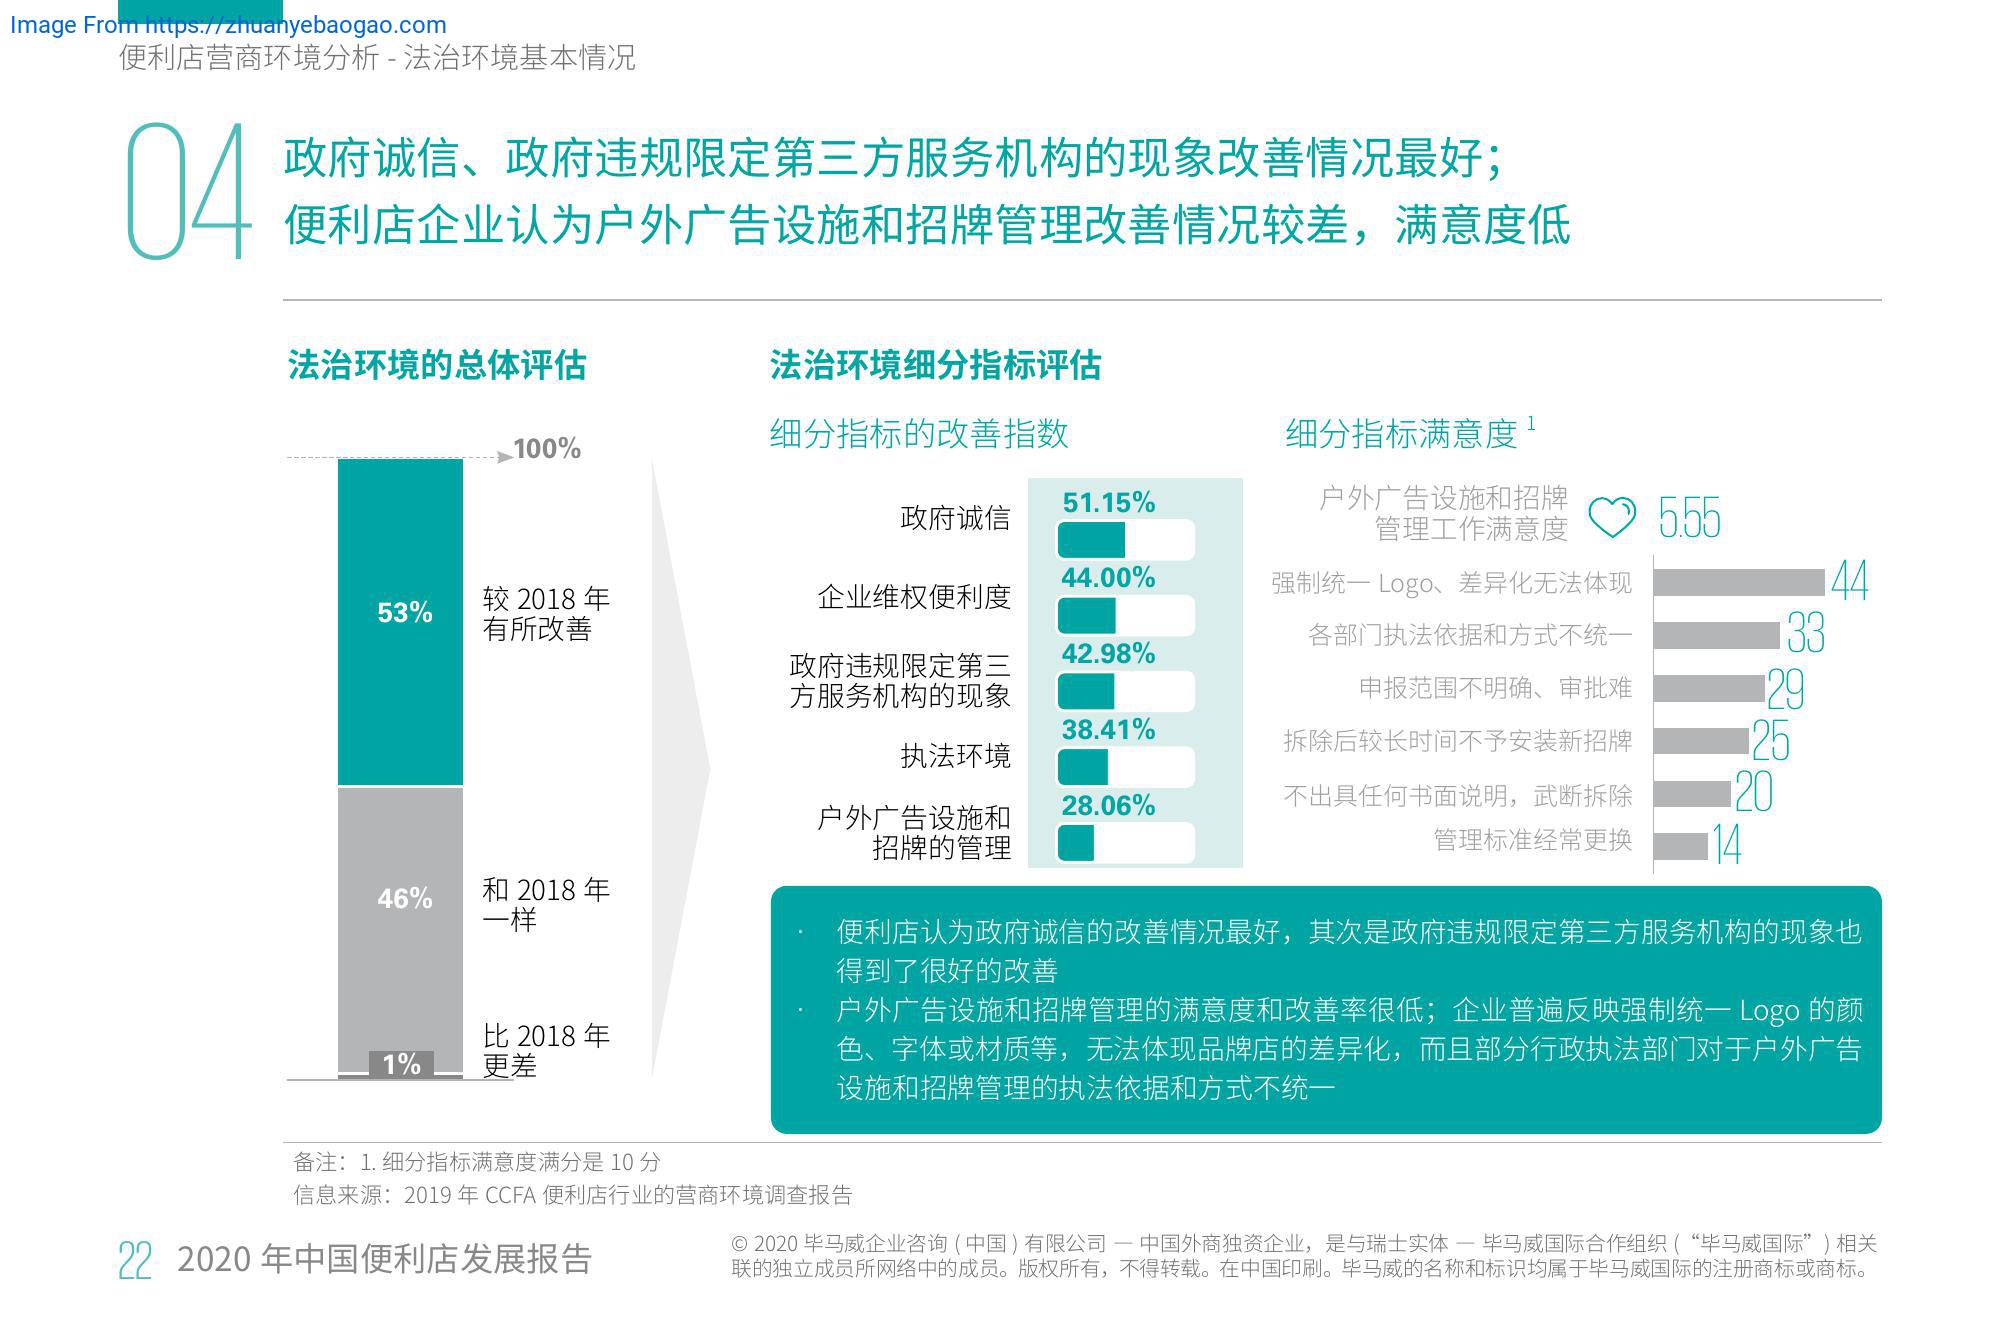 Image From https://zhuanyebaogao.com
便利店营商环境分析 - 法治环境基本情况
04
政府诚信、政府违规限定第三方服务机构的现象改善情况最好；
便利店企业认为户外广告设施和招牌管理改善情况较差，满意度低
法治环境的总体评估
100%
53%
较 2018 年
有所改善
46%
和 2018 年
一样
比 2018 年
更差
1%
法治环境细分指标评估
细分指标的改善指数
政府诚信
51.15%
企业维权便利度
44.00%
政府违规限定第三
方服务机构的现象
42.98%
执法环境
38.41%
户外广告设施和
招牌的管理
28.06%
细分指标满意度 1
户外广告设施和招牌
管理工作满意度
5.55
强制统一 Logo、差异化无法体现
44
各部门执法依据和方式不统一
33
申报范围不明确、审批难
29
拆除后较长时间不予安装新招牌
25
不出具任何书面说明，武断拆除
20
管理标准经常更换
14
· 便利店认为政府诚信的改善情况最好，其次是政府违规限定第三方服务机构的现象也
得到了很好的改善
· 户外广告设施和招牌管理的满意度和改善率很低；企业普遍反映强制统一 Logo 的颜
色、字体或材质等，无法体现品牌店的差异化，而且部分行政执法部门对于户外广告
设施和招牌管理的执法依据和方式不统一
备注：1. 细分指标满意度满分是 10 分
信息来源：2019 年 CCFA 便利店行业的营商环境调查报告
22 2020 年中国便利店发展报告
© 2020 毕马威企业咨询 ( 中国 ) 有限公司 — 中国外商独资企业，是与瑞士实体 — 毕马威国际合作组织 (“毕马威国际”) 相关
联的独立成员所网络中的成员。版权所有，不得转载。在中国印刷。毕马威的名称和标识均属于毕马威国际的注册商标或商标。